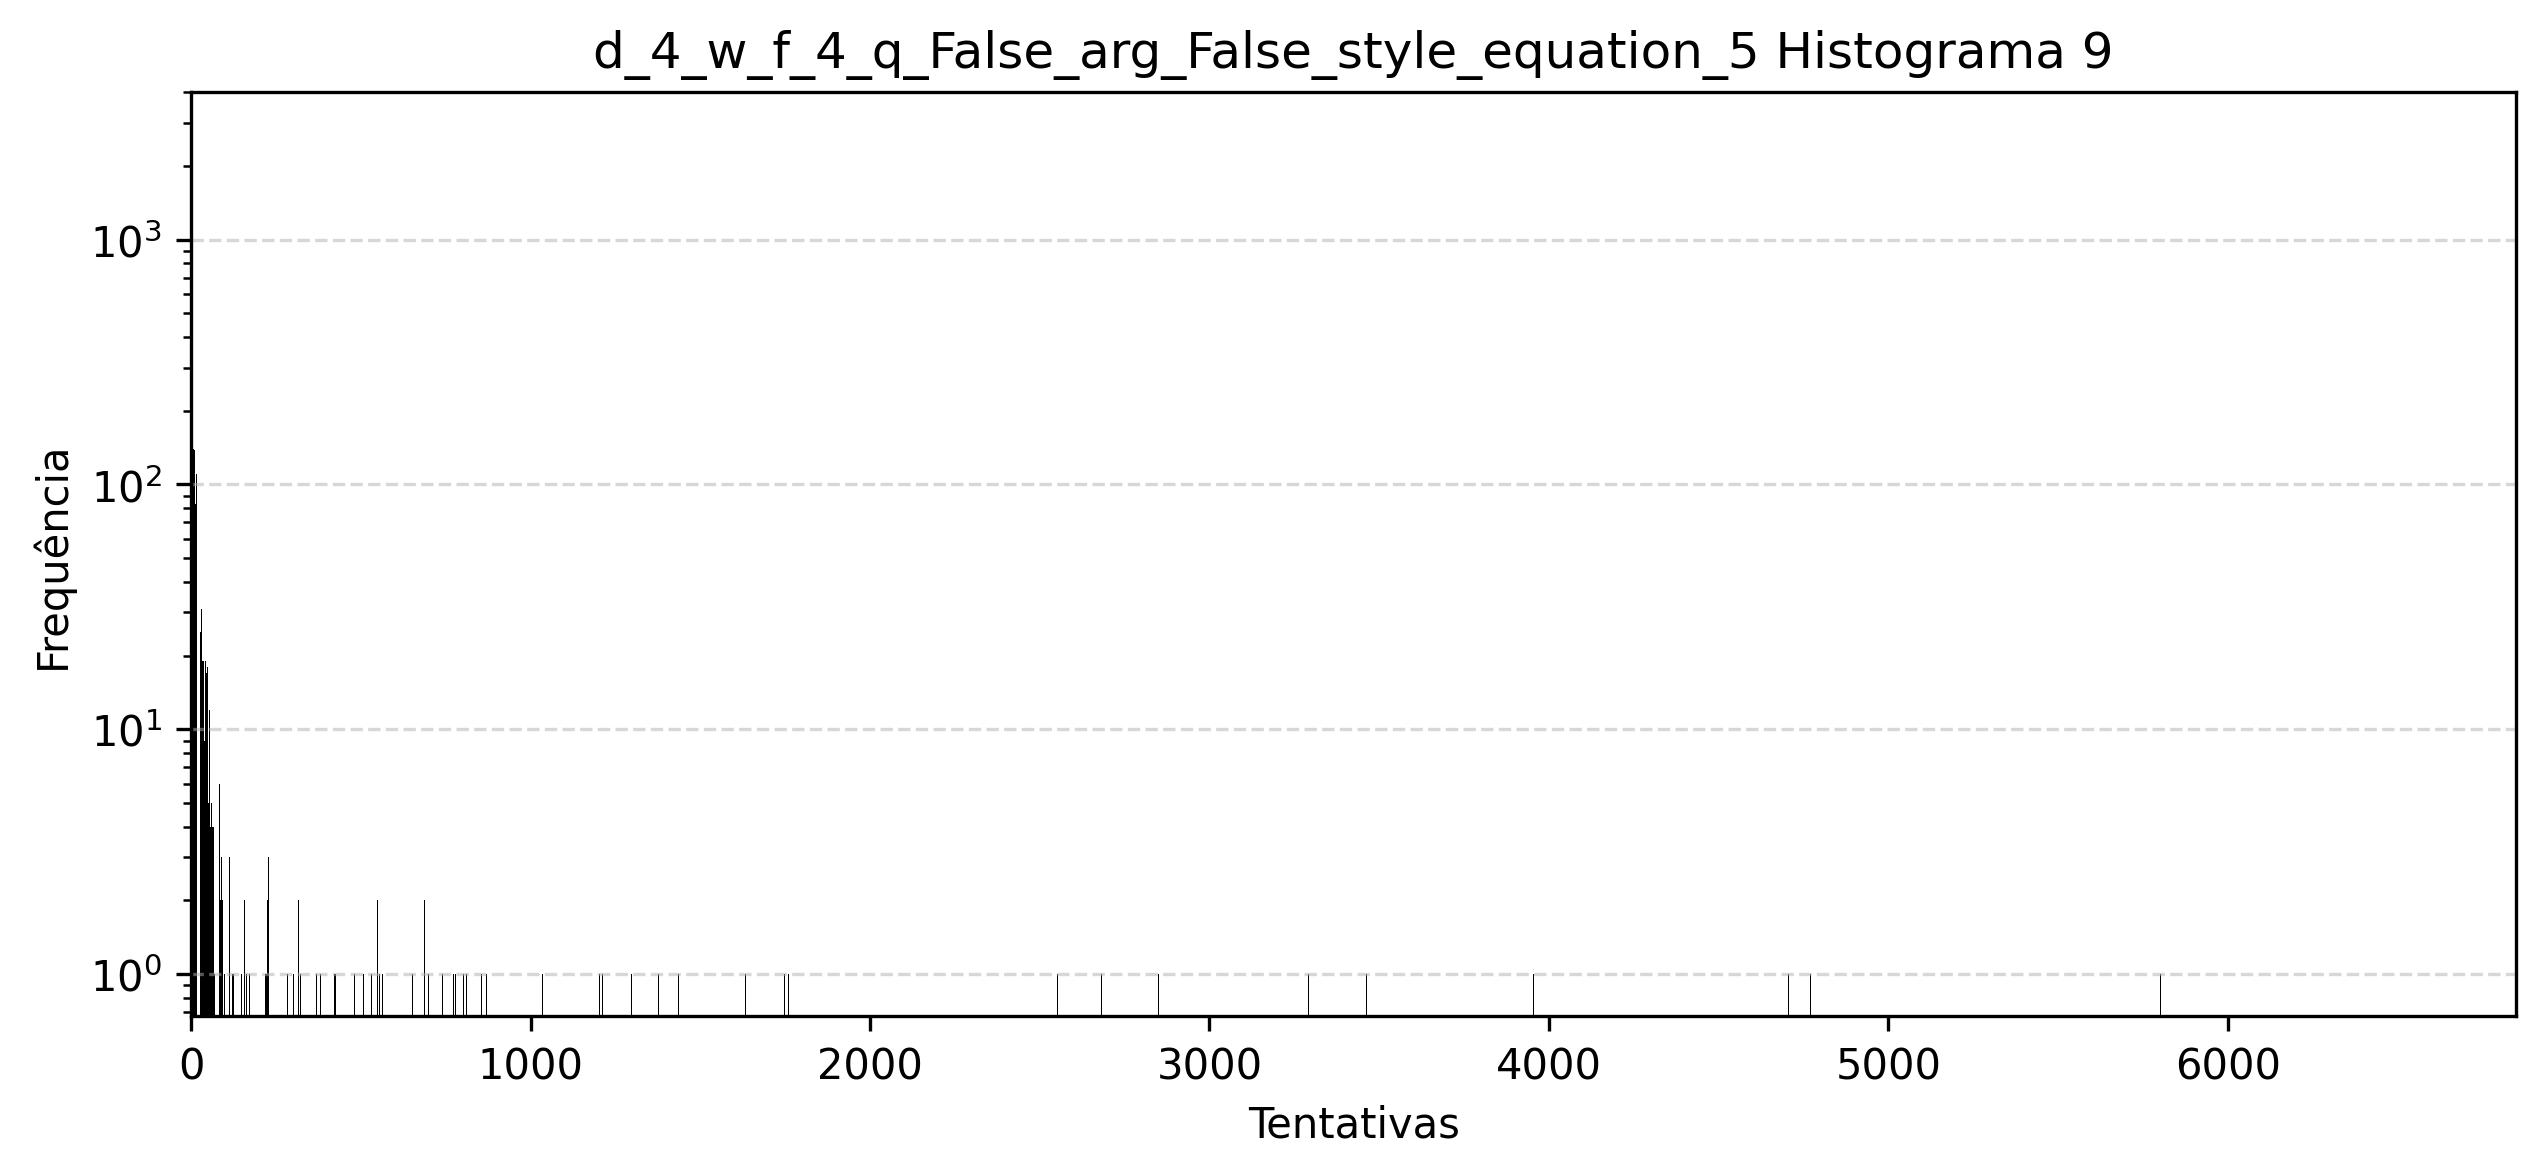 d_4_w_f_4_q_False_arg_False_style_equation_5 Histograma 9
Frequência
10³
10²
10¹
10⁰
0 1000 2000 3000 4000 5000 6000
Tentativas